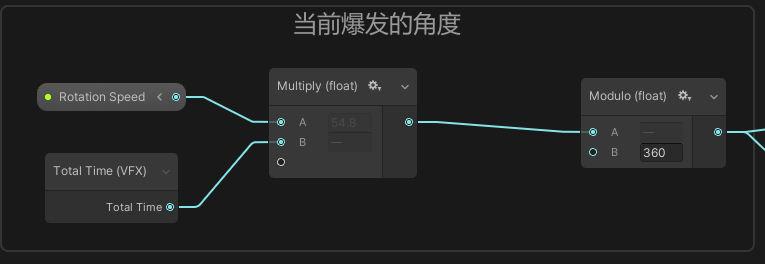 当前爆发的角度
Multiply (float)
Rotation Speed
A 54.8
B —
Total Time (VFX)
Total Time
Modulo (float)
A —
B 360